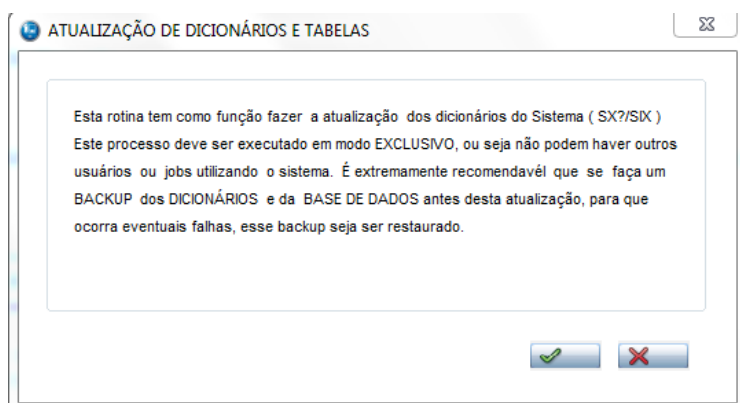 ATUALIZAÇÃO DE DICIONÁRIOS E TABELAS
Esta rotina tem como função fazer a atualização dos dicionários do Sistema ( SX?/SIX )
Este processo deve ser executado em modo EXCLUSIVO, ou seja não podem haver outros
usuários ou jobs utilizando o sistema. É extremamente recomendavél que se faça um
BACKUP dos DICIONÁRIOS e da BASE DE DADOS antes desta atualização, para que
ocorra eventuais falhas, esse backup seja ser restaurado.